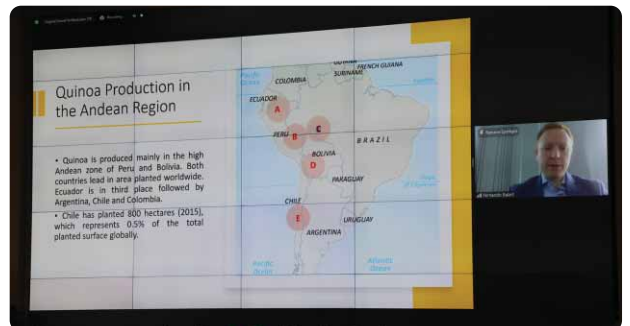 Quinoa Production in
the Andean Region
• Quinoa is produced mainly in the high
Andean zone of Peru and Bolivia. Both
countries lead in area planted worldwide.
Ecuador is in third place followed by
Argentina, Chile and Colombia.
• Chile has planted 800 hectares (2015),
which represents 0.5% of the total
planted surface globally.
Pacific
Ocean
COLOMBIA
GUYANA
SURINAME
FRENCH GUIANA
ECUADOR
A
PERU
B
C
BRAZIL
BOLIVIA
D
PARAGUAY
CHILE
E
URUGUAY
ARGENTINA
Pacific
Atlantic
Ocean